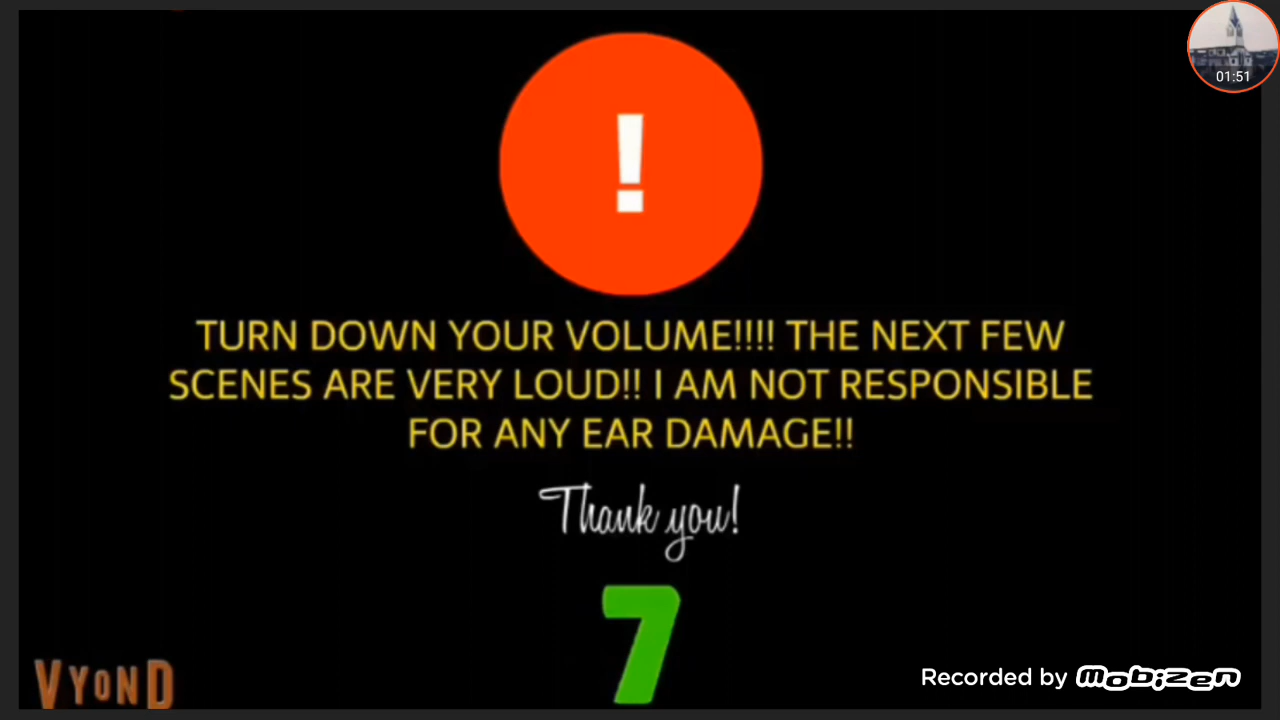 01:51
!
TURN DOWN YOUR VOLUME!!!! THE NEXT FEW
SCENES ARE VERY LOUD!! I AM NOT RESPONSIBLE
FOR ANY EAR DAMAGE!!
Thank you!
7
VYOND
Recorded by mobizen